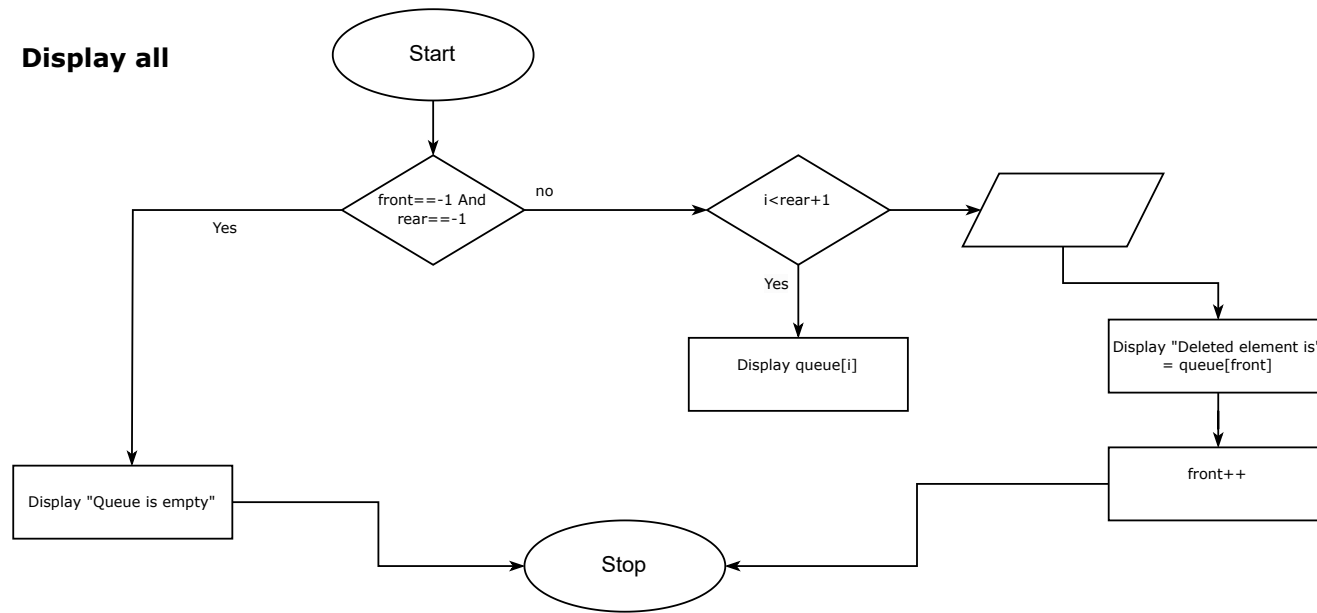 Display all
Start
front==-1 And
rear==-1
Yes
no
i<rear+1
Yes
Display queue[i]
Display "Deleted element is"
= queue[front]
front++
Display "Queue is empty"
Stop